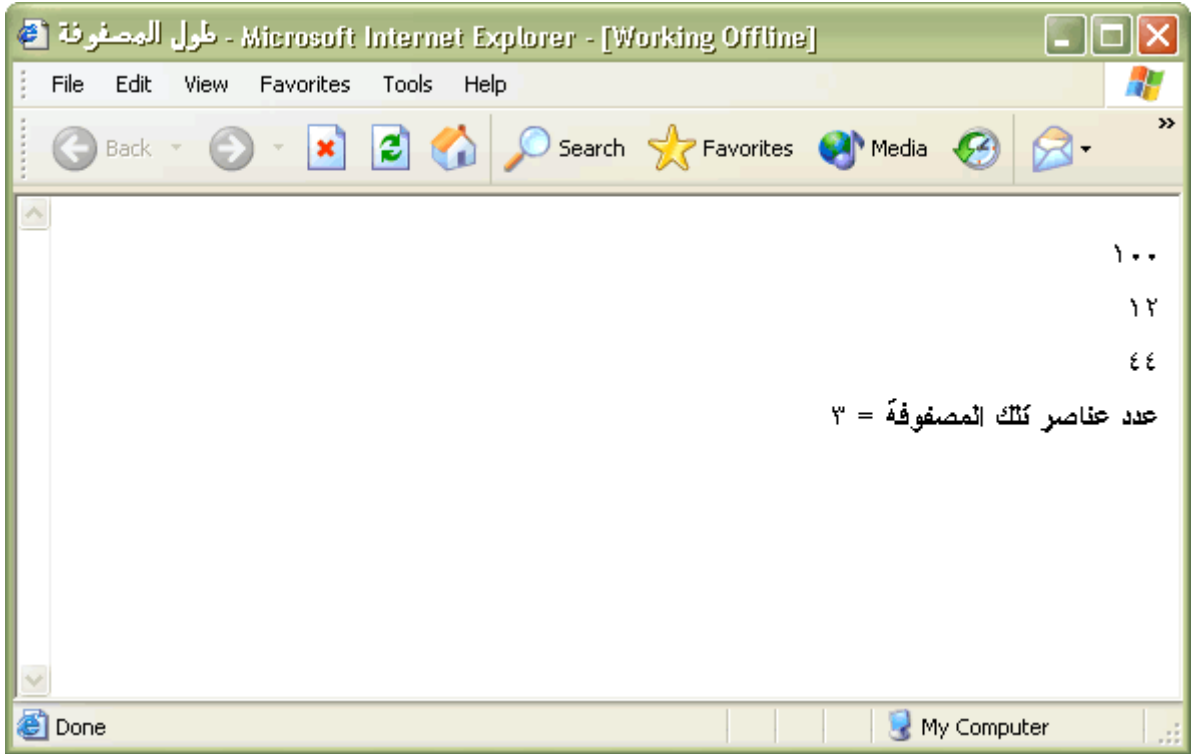 طول المصفوفة - Microsoft Internet Explorer - [Working Offline]
File Edit View Favorites Tools Help
Back Search Favorites Media »
١٠٠
١٢
٤٤
عدد عناصر تلك المصفوفة = ٣
Done My Computer